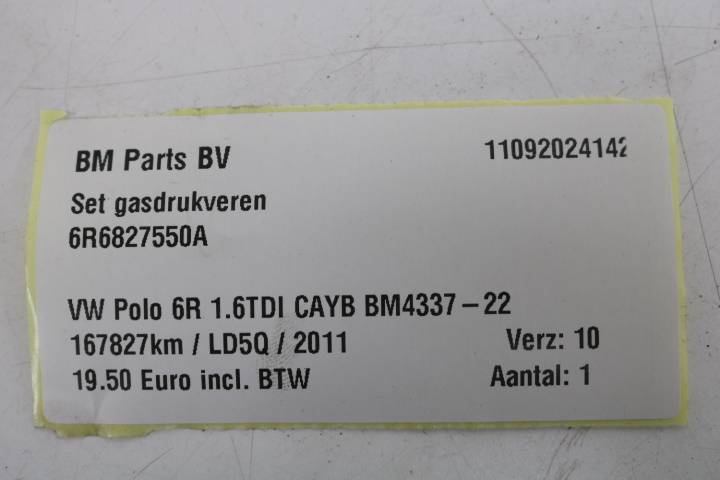 BM Parts BV 11092024142
Set gasdrukveren
6R6827550A
VW Polo 6R 1.6TDI CAYB BM4337-22
167827km / LD5Q / 2011 Verz: 10
19.50 Euro incl. BTW Aantal: 1